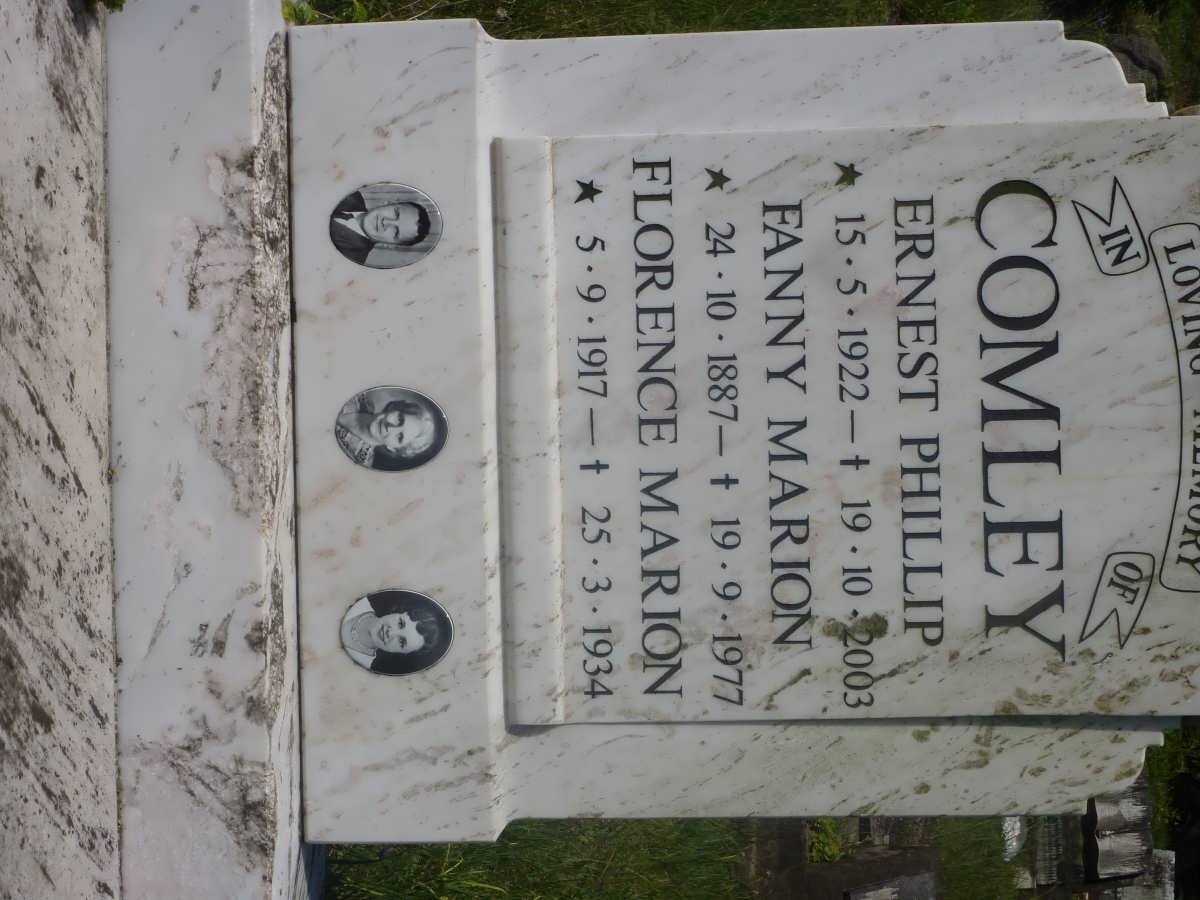 IN
LOVING MEMORY
OF
COMLEY
ERNEST PHILLIP
★ 15·5·1922—✝ 19·10·2003
FANNY MARION
★ 24·10·1887—✝ 19·9·1977
FLORENCE MARION
★ 5·9·1917—✝ 25·3·1934